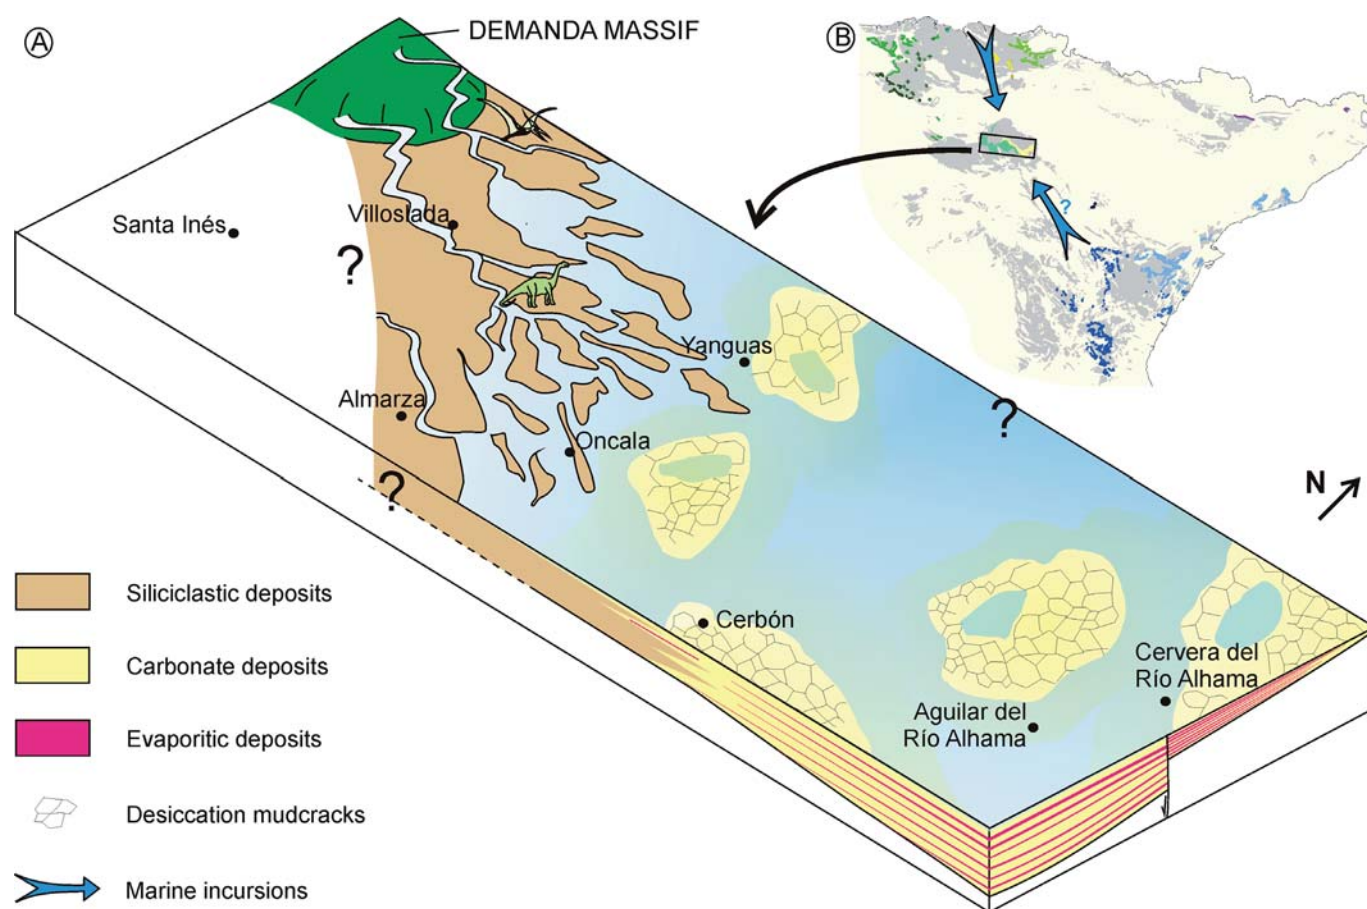 A
DEMANDA MASSIF
B
?
Santa Inés
Villoslada
?
Yanguas
Almarza
?
Oncala
?
N
Cerbón
Cervera del
Río Alhama
Aguilar del
Río Alhama
Siliciclastic deposits
Carbonate deposits
Evaporitic deposits
Desiccation mudcracks
Marine incursions